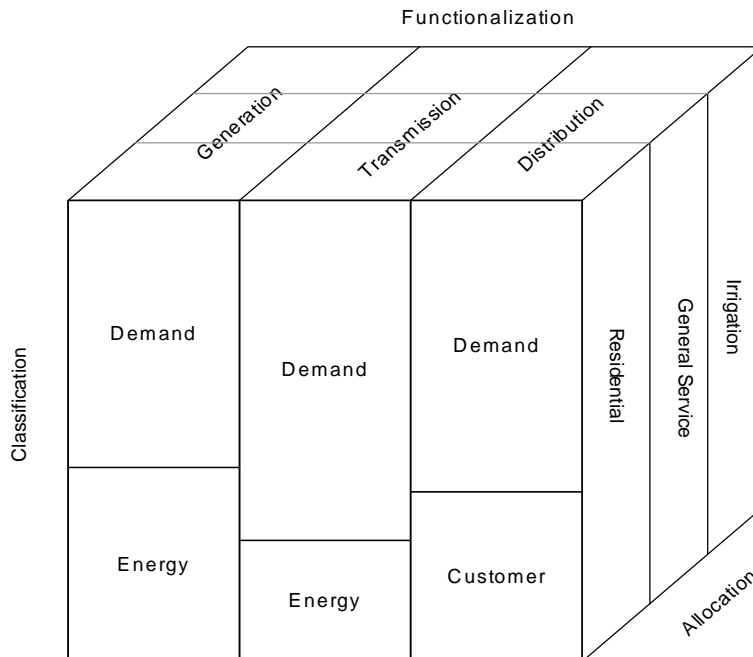 Functionalization
Generation
Transmission
Distribution
Classification
Demand
Demand
Demand
Energy
Energy
Customer
Residential
General Service
Irrigation
Allocation